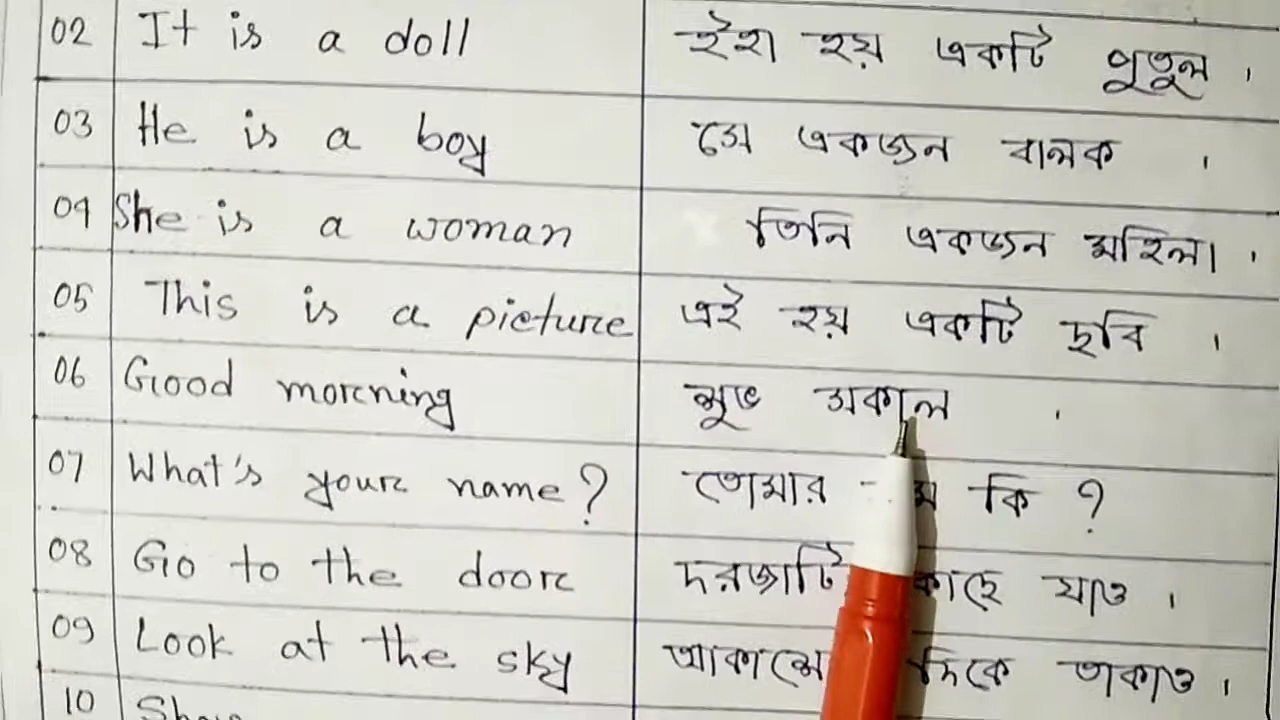 02 It is a doll ইহা হয় একটি পুতুল ।
03 He is a boy সে একজন বালক ।
04 She is a woman তিনি একজন মহিলা ।
05 This is a picture এই হয় একটি ছবি ।
06 Good morning শুভ সকাল ।
07 What's your name? তোমার কি ?
08 Go to the door দরজাটি কাছে যাও ।
09 Look at the sky দিকে তাকাও ।
10